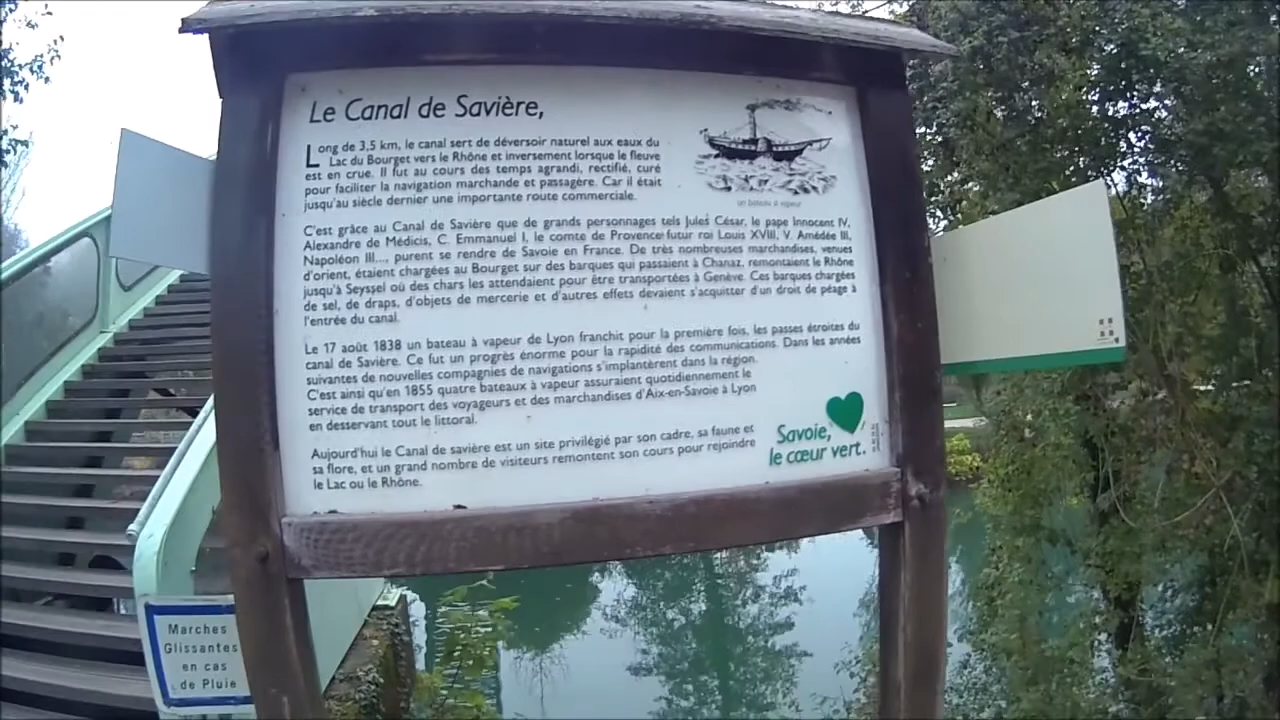 Le Canal de Savière,
Long de 3,5 km, le canal sert de déversoir naturel aux eaux du
Lac du Bourget vers le Rhône et inversement lorsque le fleuve
est en crue. Il fut au cours des temps agrandi, rectifié, curé
pour faciliter la navigation marchande et passagère. Car il était
jusqu'au siècle dernier une importante route commerciale.
un bateau à vapeur
C'est grâce au Canal de Savière que de grands personnages tels Jules César, le pape Innocent IV,
Alexandre de Médicis, C. Emmanuel I, le comte de Provence futur roi Louis XVIII, V. Amédée III,
Napoléon III..., purent se rendre de Savoie en France. De très nombreuses marchandises, venues
d'orient, étaient chargées au Bourget sur des barques qui passaient à Chanaz, remontaient le Rhône
jusqu'à Seyssel où des chars les attendaient pour être transportées à Genève. Ces barques chargées
de sel, de draps, d'objets de mercerie et d'autres effets devaient s'acquitter d'un droit de péage à
l'entrée du canal.
Le 17 août 1838 un bateau à vapeur de Lyon franchit pour la première fois, les passes étroites du
canal de Savière. Ce fut un progrès énorme pour la rapidité des communications. Dans les années
suivantes de nouvelles compagnies de navigations s'implantèrent dans la région.
C'est ainsi qu'en 1855 quatre bateaux à vapeur assuraient quotidiennement le
service de transport des voyageurs et des marchandises d'Aix-en-Savoie à Lyon
en desservant tout le littoral.
Aujourd'hui le Canal de savière est un site privilégié par son cadre, sa faune et
sa flore, et un grand nombre de visiteurs remontent son cours pour rejoindre
le Lac ou le Rhône.
Savoie,
le cœur vert.
Marches
Glissantes
en cas
de Pluie